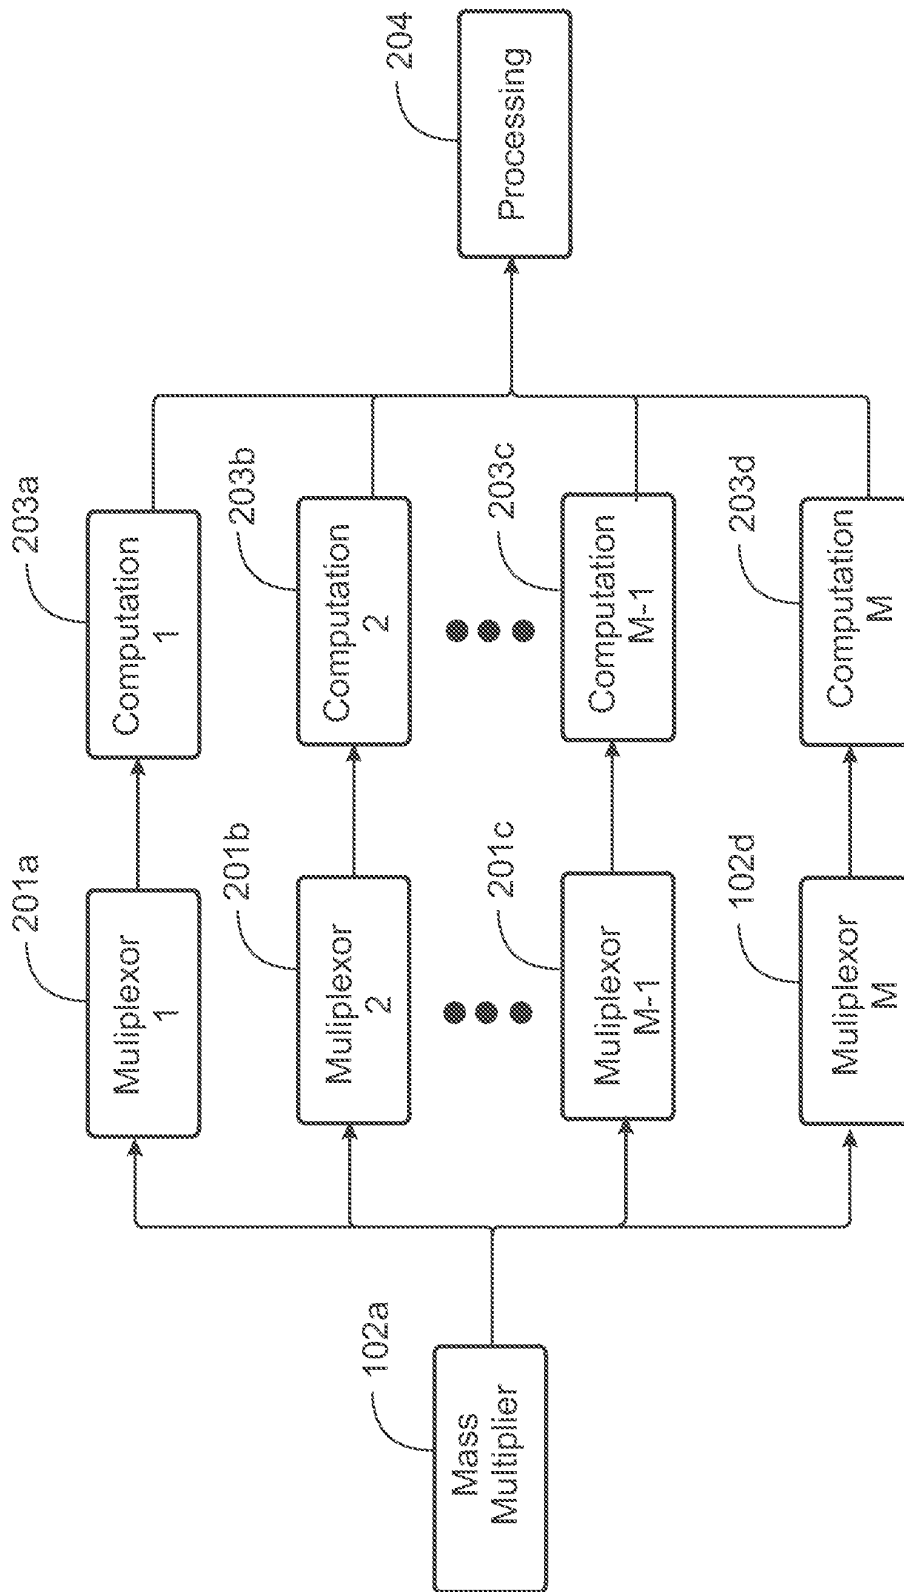 102a
Mass
Multiplier
201a
Muliplexor
1
201b
Muliplexor
2
201c
Muliplexor
M-1
102d
Muliplexor
M
203a
Computation
1
203b
Computation
2
203c
Computation
M-1
203d
Computation
M
204
Processing